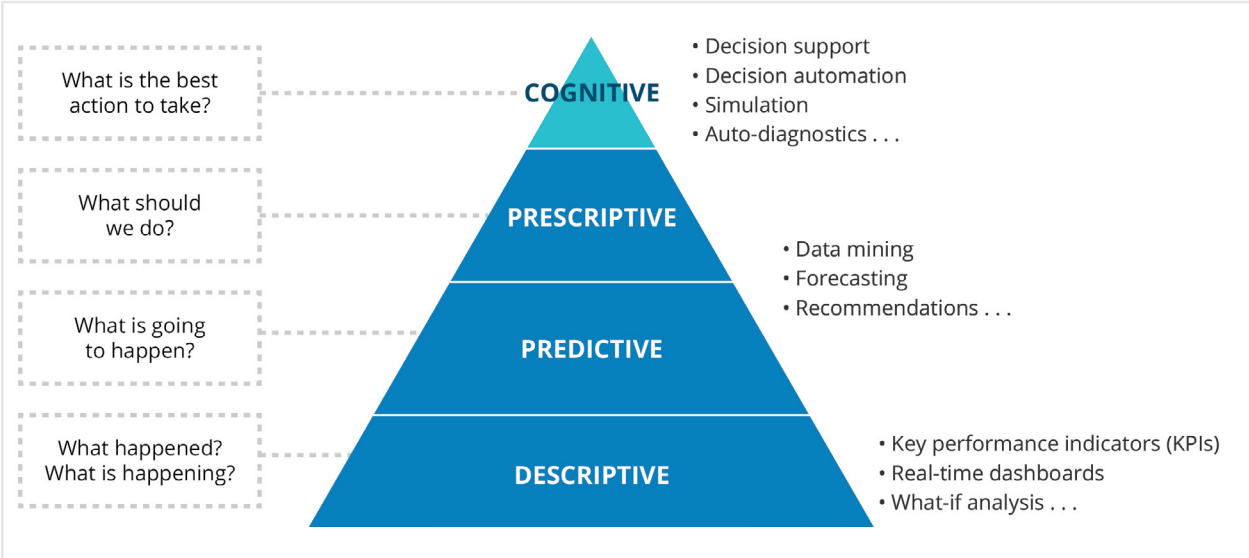 What is the best
action to take?
COGNITIVE
• Decision support
• Decision automation
• Simulation
• Auto-diagnostics . . .
What should
we do?
PRESCRIPTIVE
• Data mining
• Forecasting
• Recommendations . . .
What is going
to happen?
PREDICTIVE
What happened?
What is happening?
DESCRIPTIVE
• Key performance indicators (KPIs)
• Real-time dashboards
• What-if analysis . . .